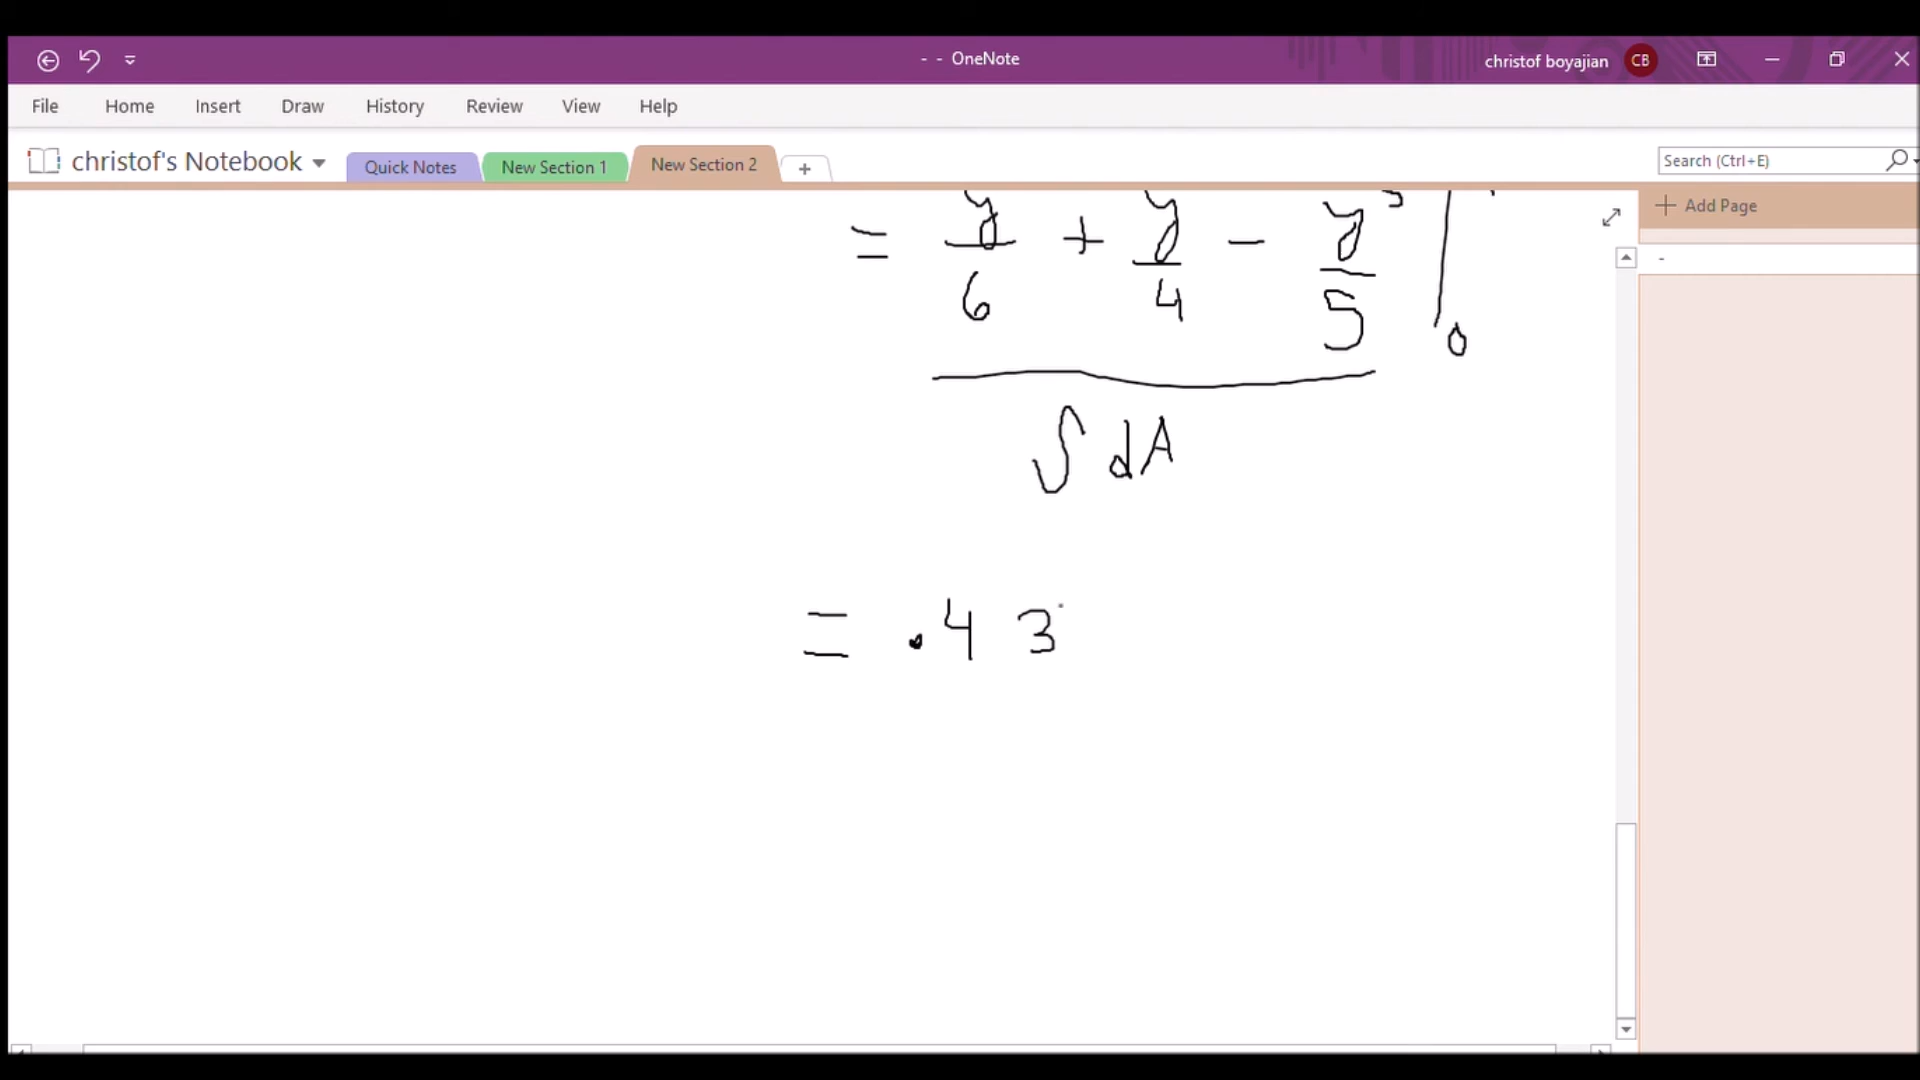 - - OneNote
christof boyajian CB
File Home Insert Draw History Review View Help
christof's Notebook Quick Notes New Section 1 New Section 2 +
Search (Ctrl+E)
+ Add Page
-
= y/6 + y/4 - y/5 |
0
∫ dA
= .43